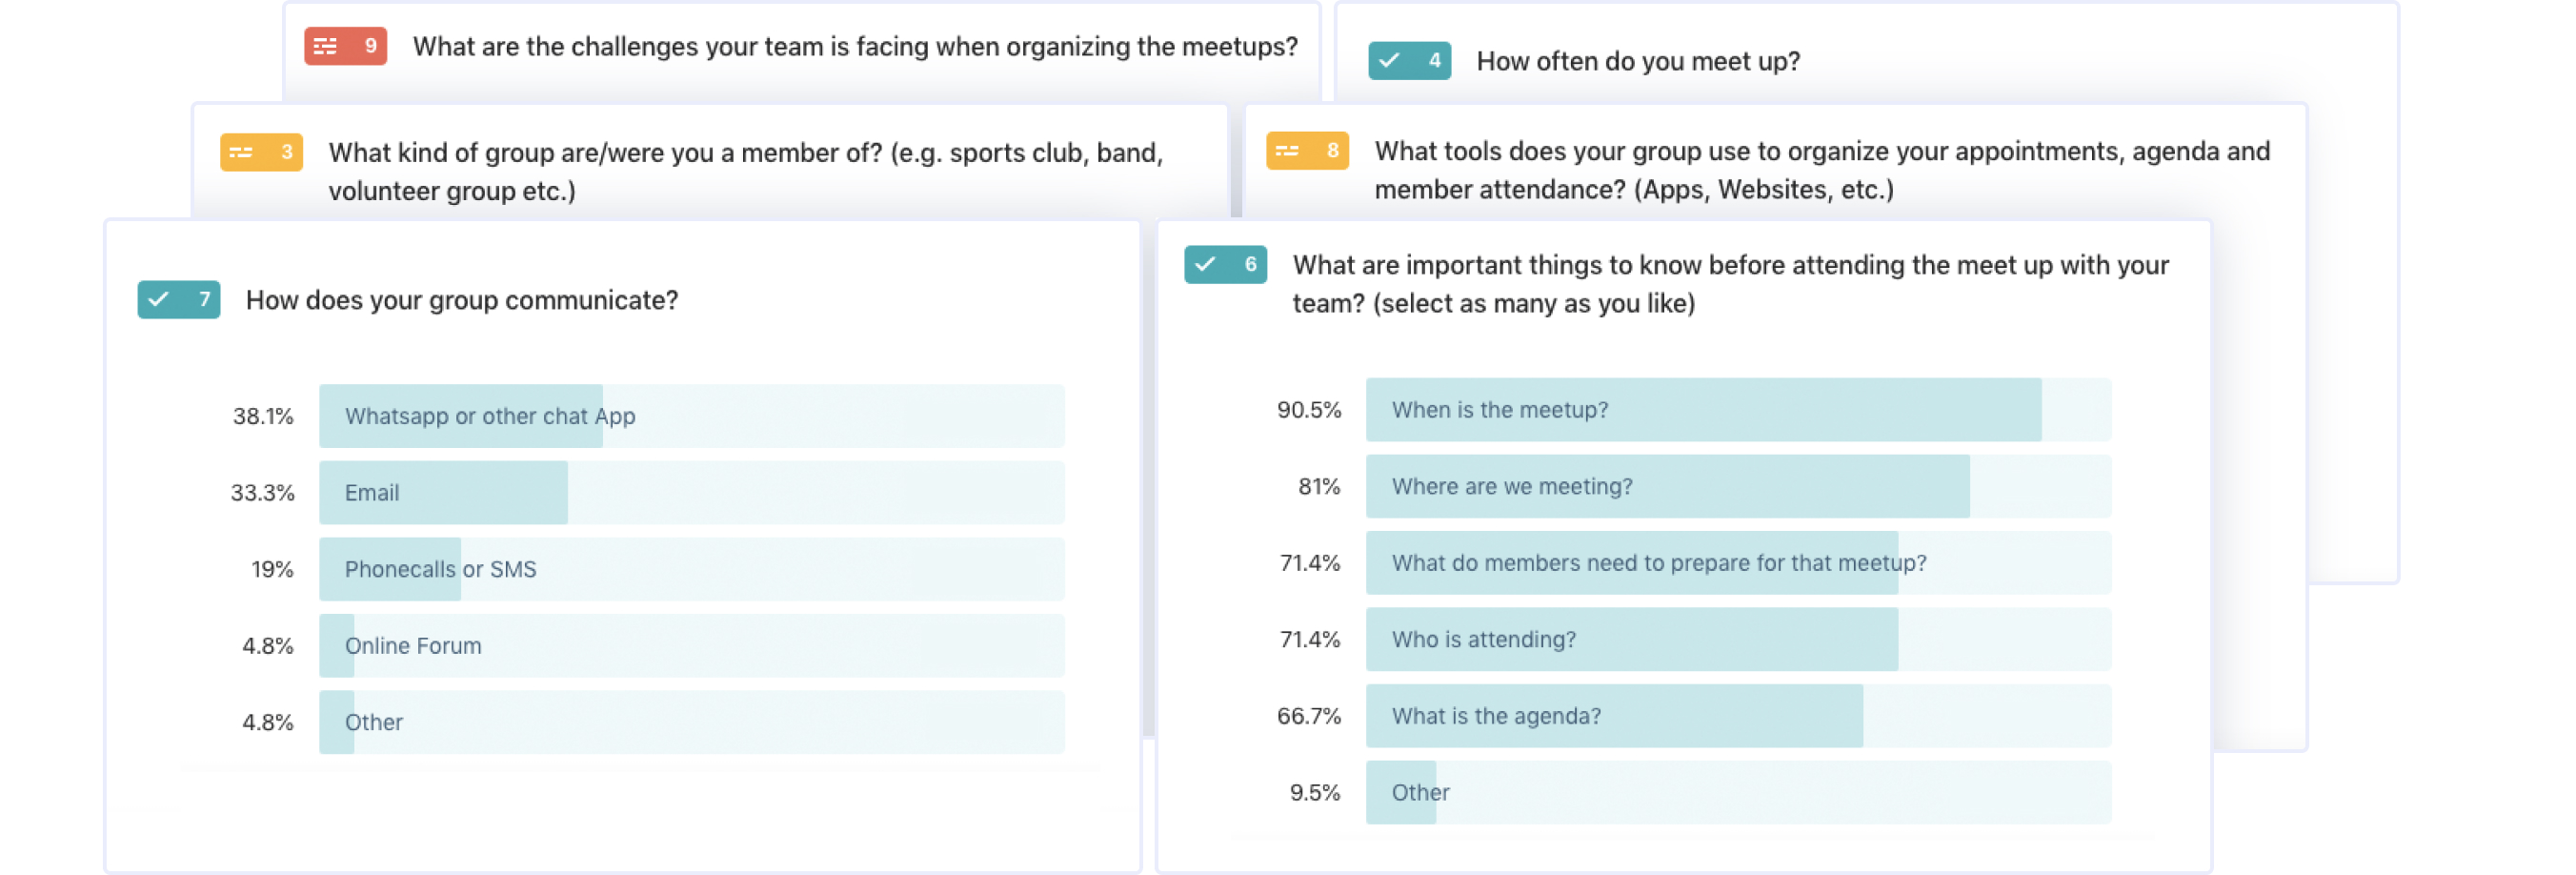 9 What are the challenges your team is facing when organizing the meetups?
4 How often do you meet up?
3 What kind of group are/were you a member of? (e.g. sports club, band,
volunteer group etc.)
8 What tools does your group use to organize your appointments, agenda and
member attendance? (Apps, Websites, etc.)
7 How does your group communicate?
38.1% Whatsapp or other chat App
33.3% Email
19% Phonecalls or SMS
4.8% Online Forum
4.8% Other
6 What are important things to know before attending the meet up with your
team? (select as many as you like)
90.5% When is the meetup?
81% Where are we meeting?
71.4% What do members need to prepare for that meetup?
71.4% Who is attending?
66.7% What is the agenda?
9.5% Other